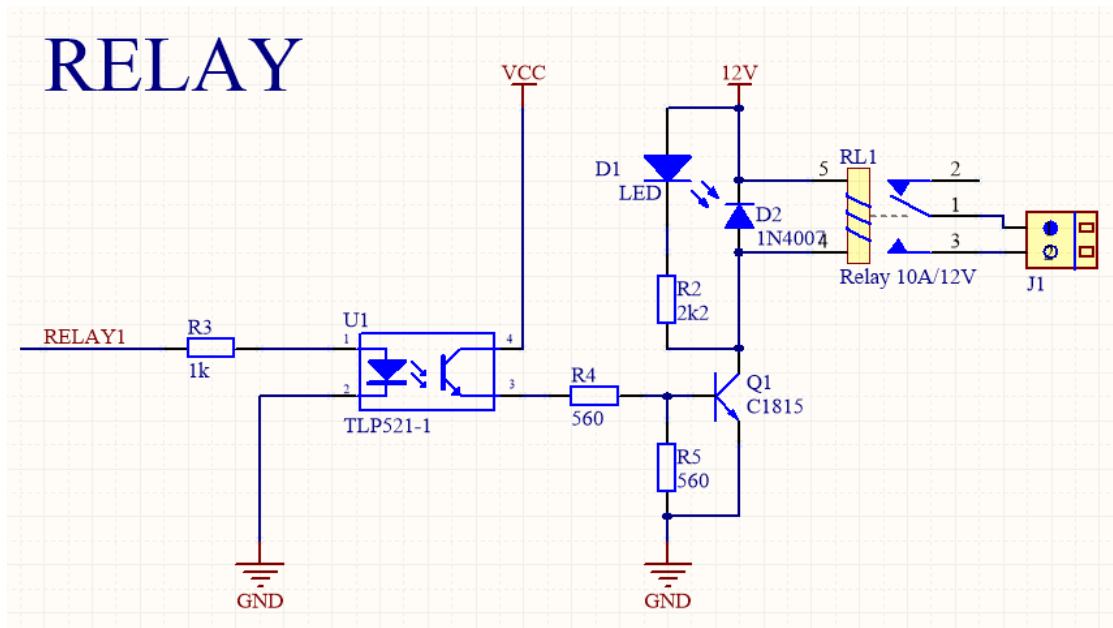 RELAY
VCC
12V
D1
LED
5
RL1
2
D2
1N4007
4
1
3
Relay 10A/12V
2
J1
RELAY1
R3
1k
U1
1
4
2
3
TLP521-1
R2
2k2
R4
560
Q1
C1815
R5
560
GND
GND